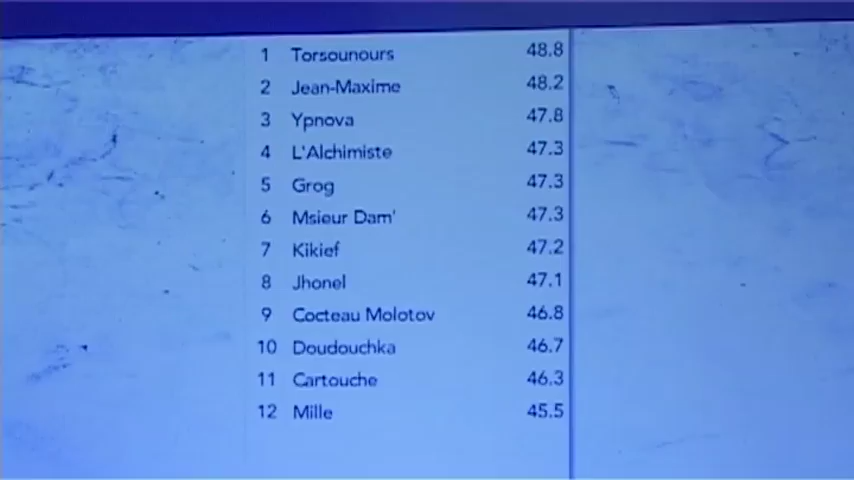 1 Torsounours 48.8
2 Jean-Maxime 48.2
3 Ypnova 47.8
4 L'Alchimiste 47.3
5 Grog 47.3
6 Msieur Dam' 47.3
7 Kikief 47.2
8 Jhonel 47.1
9 Cocteau Molotov 46.8
10 Doudouchka 46.7
11 Cartouche 46.3
12 Mille 45.5